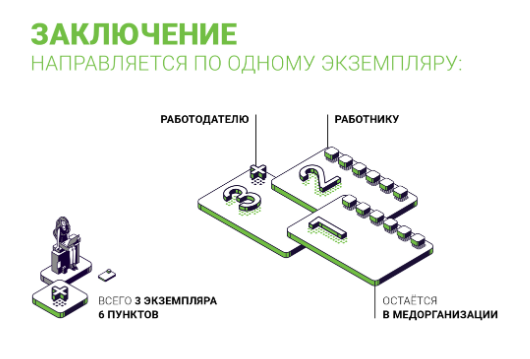 ЗАКЛЮЧЕНИЕ
НАПРАВЛЯЕТСЯ ПО ОДНОМУ ЭКЗЕМПЛЯРУ:
РАБОТОДАТЕЛЮ
РАБОТНИКУ
3
2
1
ВСЕГО 3 ЭКЗЕМПЛЯРА
6 ПУНКТОВ
ОСТАЁТСЯ
В МЕДОРГАНИЗАЦИИ